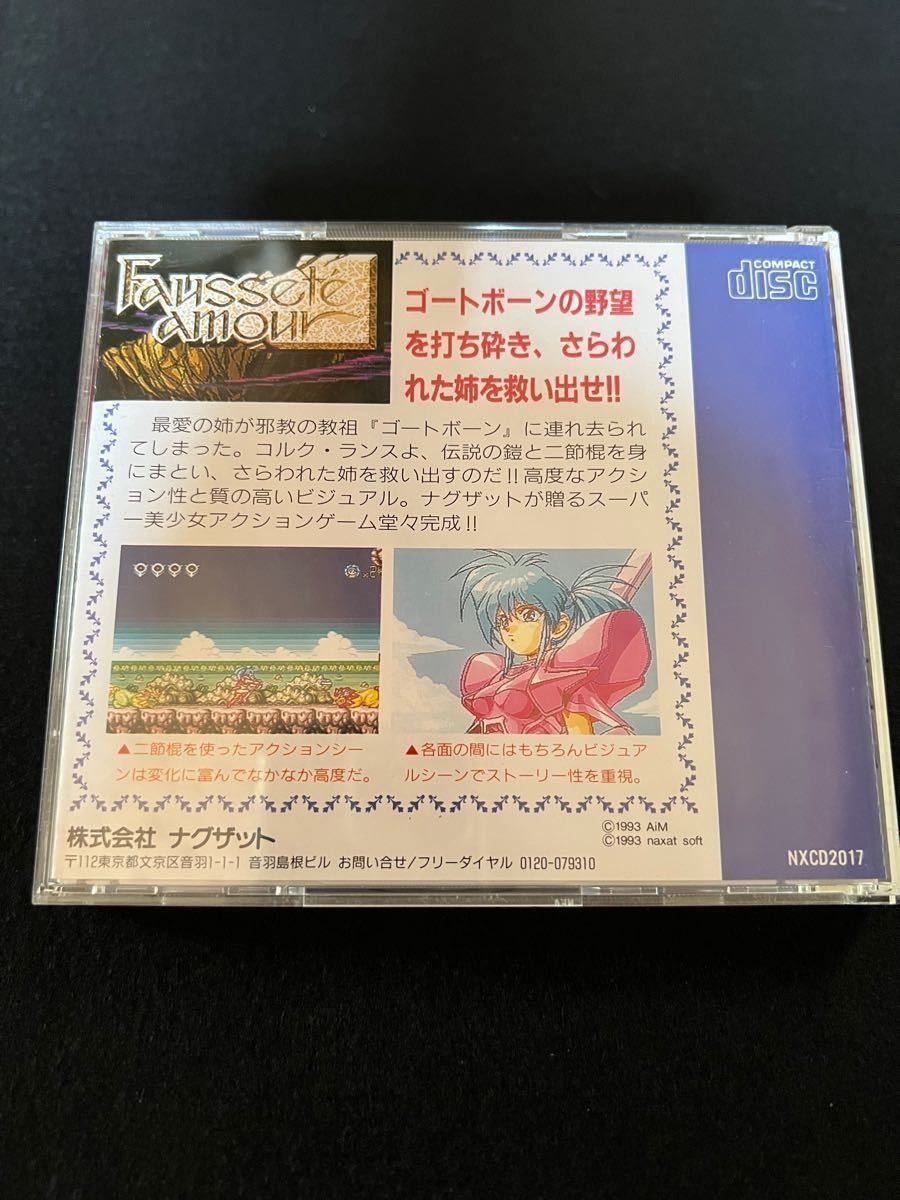 Fausseté
amour
COMPACT
disc
ゴートボーンの野望
を打ち砕き、さらわ
れた姉を救い出せ!!
最愛の姉が邪教の教祖『ゴートボーン』に連れ去られ
てしまった。コルク・ランスよ、伝説の鎧と二節棍を身
にまとい、さらわれた姉を救い出すのだ!!高度なアクシ
ョン性と質の高いビジュアル。ナグザットが贈るスーパ
ー美少女アクションゲーム堂々完成!!
▲二節棍を使ったアクションシー
ンは変化に富んでなかなか高度だ。
▲各面の間にはもちろんビジュア
ルシーンでストーリー性を重視。
株式会社 ナグザット
〒112東京都文京区音羽1-1-1 音羽島根ビル お問い合せ/フリーダイヤル 0120-079310
©1993 AiM
©1993 naxat soft
NXCD2017